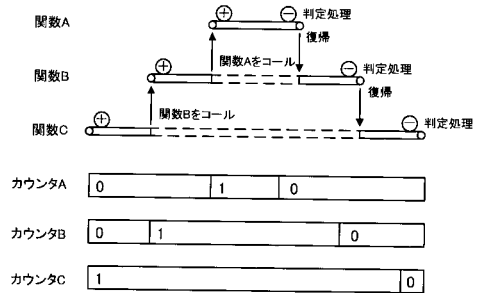 関数A
⊕
⊖ 判定処理
復帰
関数Aをコール
関数B
⊕
⊖ 判定処理
復帰
関数Bをコール
関数C
⊕
⊖ 判定処理
カウンタA 0 1 0
カウンタB 0 1 0
カウンタC 1 0